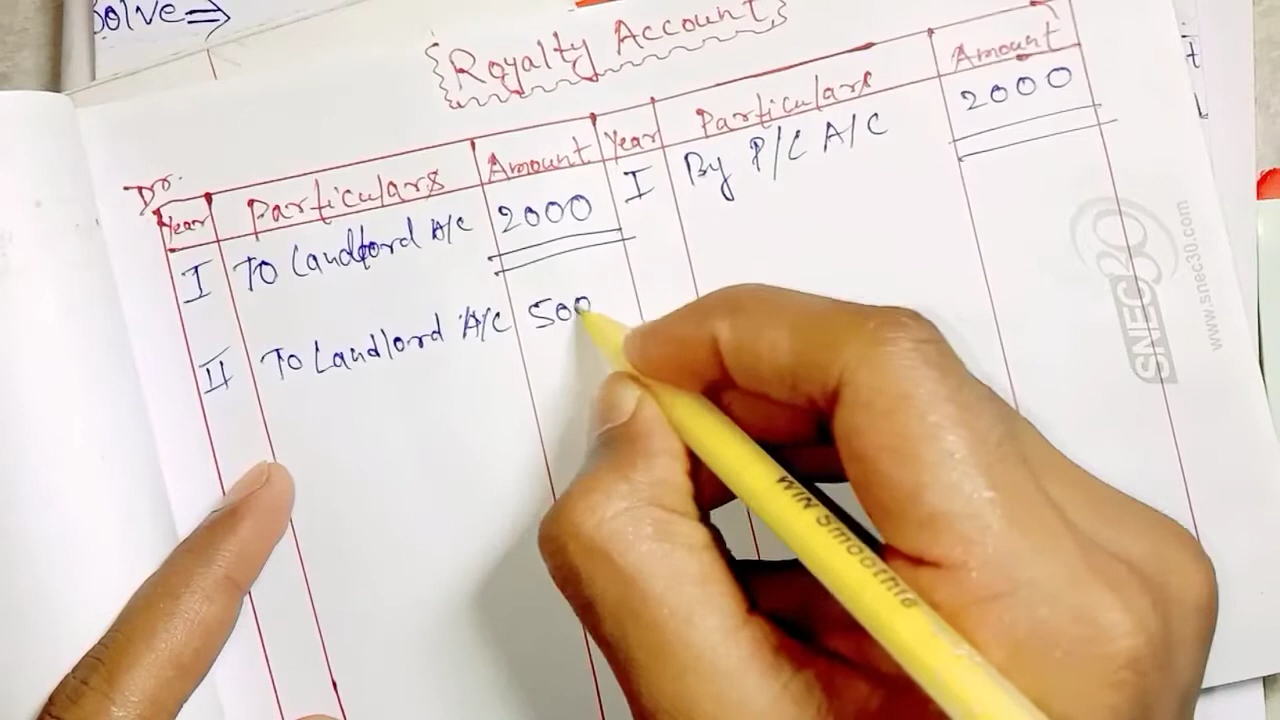 Solve ⇒
Royalty Account
Dr.
Year Particulars Amount Year Particulars Amount
I To Landlord A/C 2000 I By P/L A/C 2000
II To Landlord A/C 500
SNEC30
www.snec30.com
WIN Smoothie
t